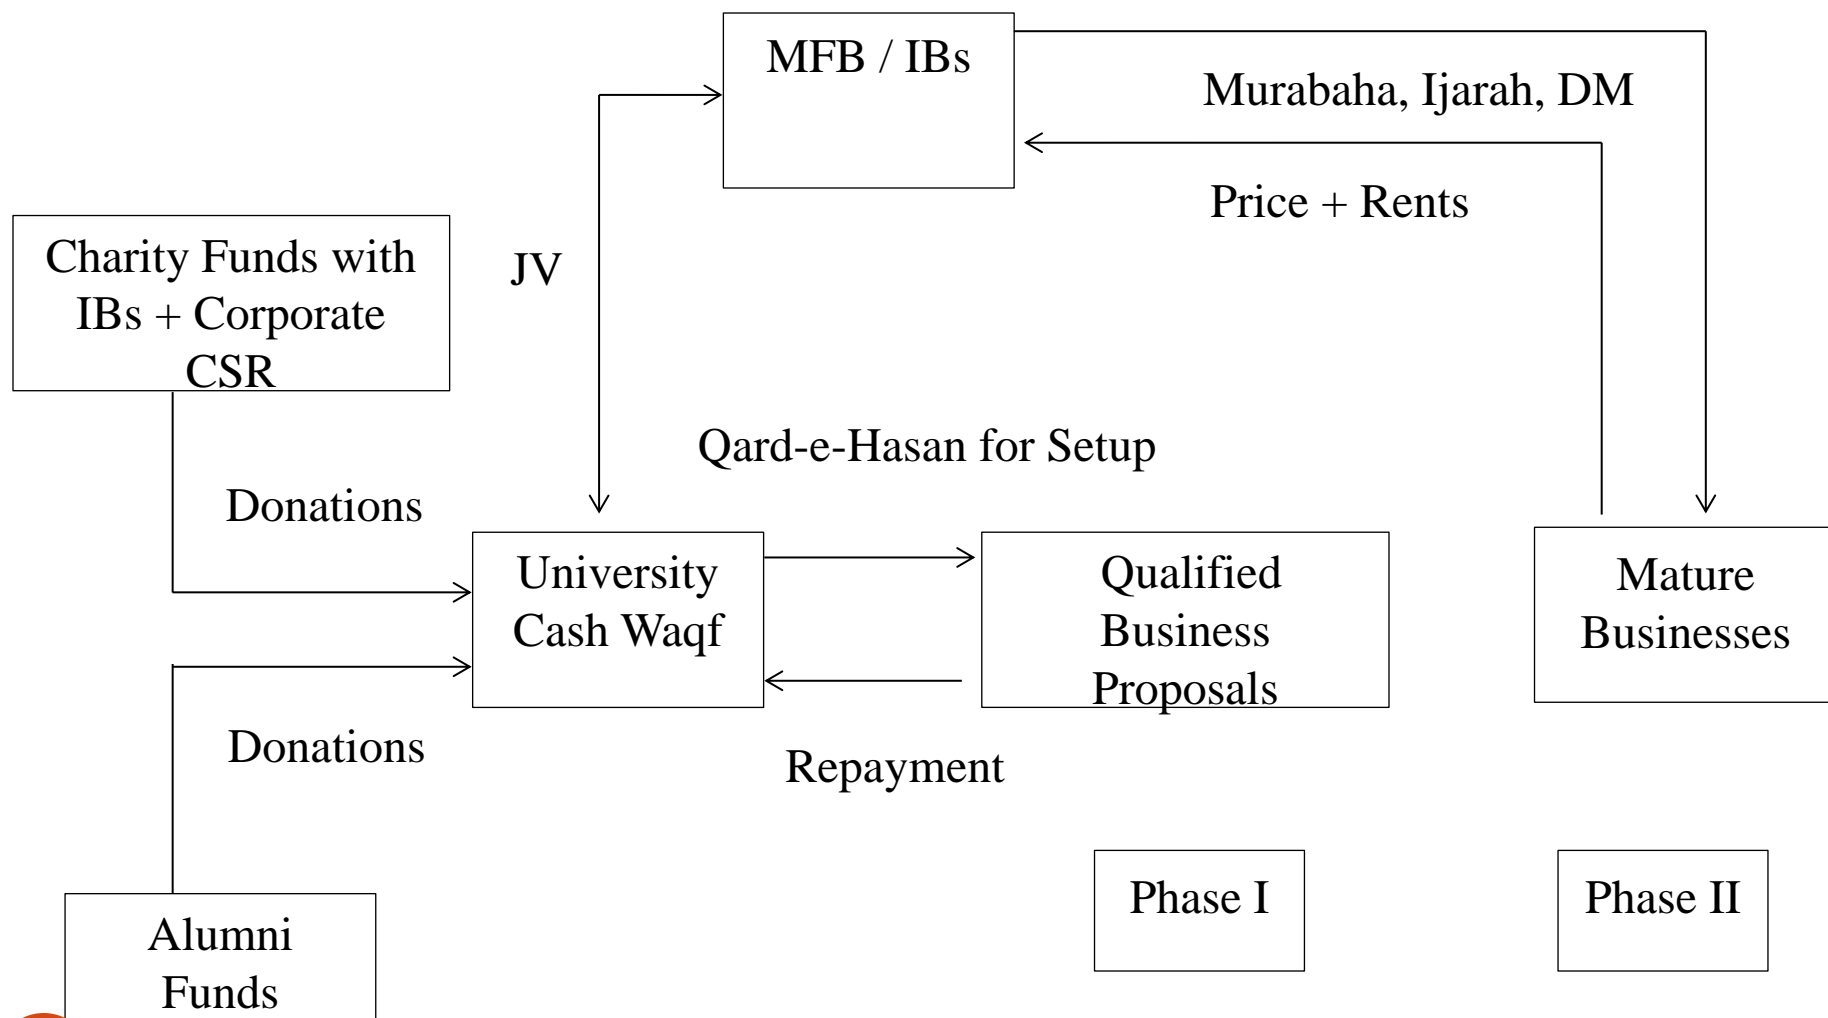 MFB / IBs
Murabaha, Ijarah, DM
Price + Rents
Charity Funds with
IBs + Corporate
CSR
JV
Qard-e-Hasan for Setup
Donations
University
Cash Waqf
Qualified
Business
Proposals
Mature
Businesses
Donations
Repayment
Phase I
Phase II
Alumni
Funds